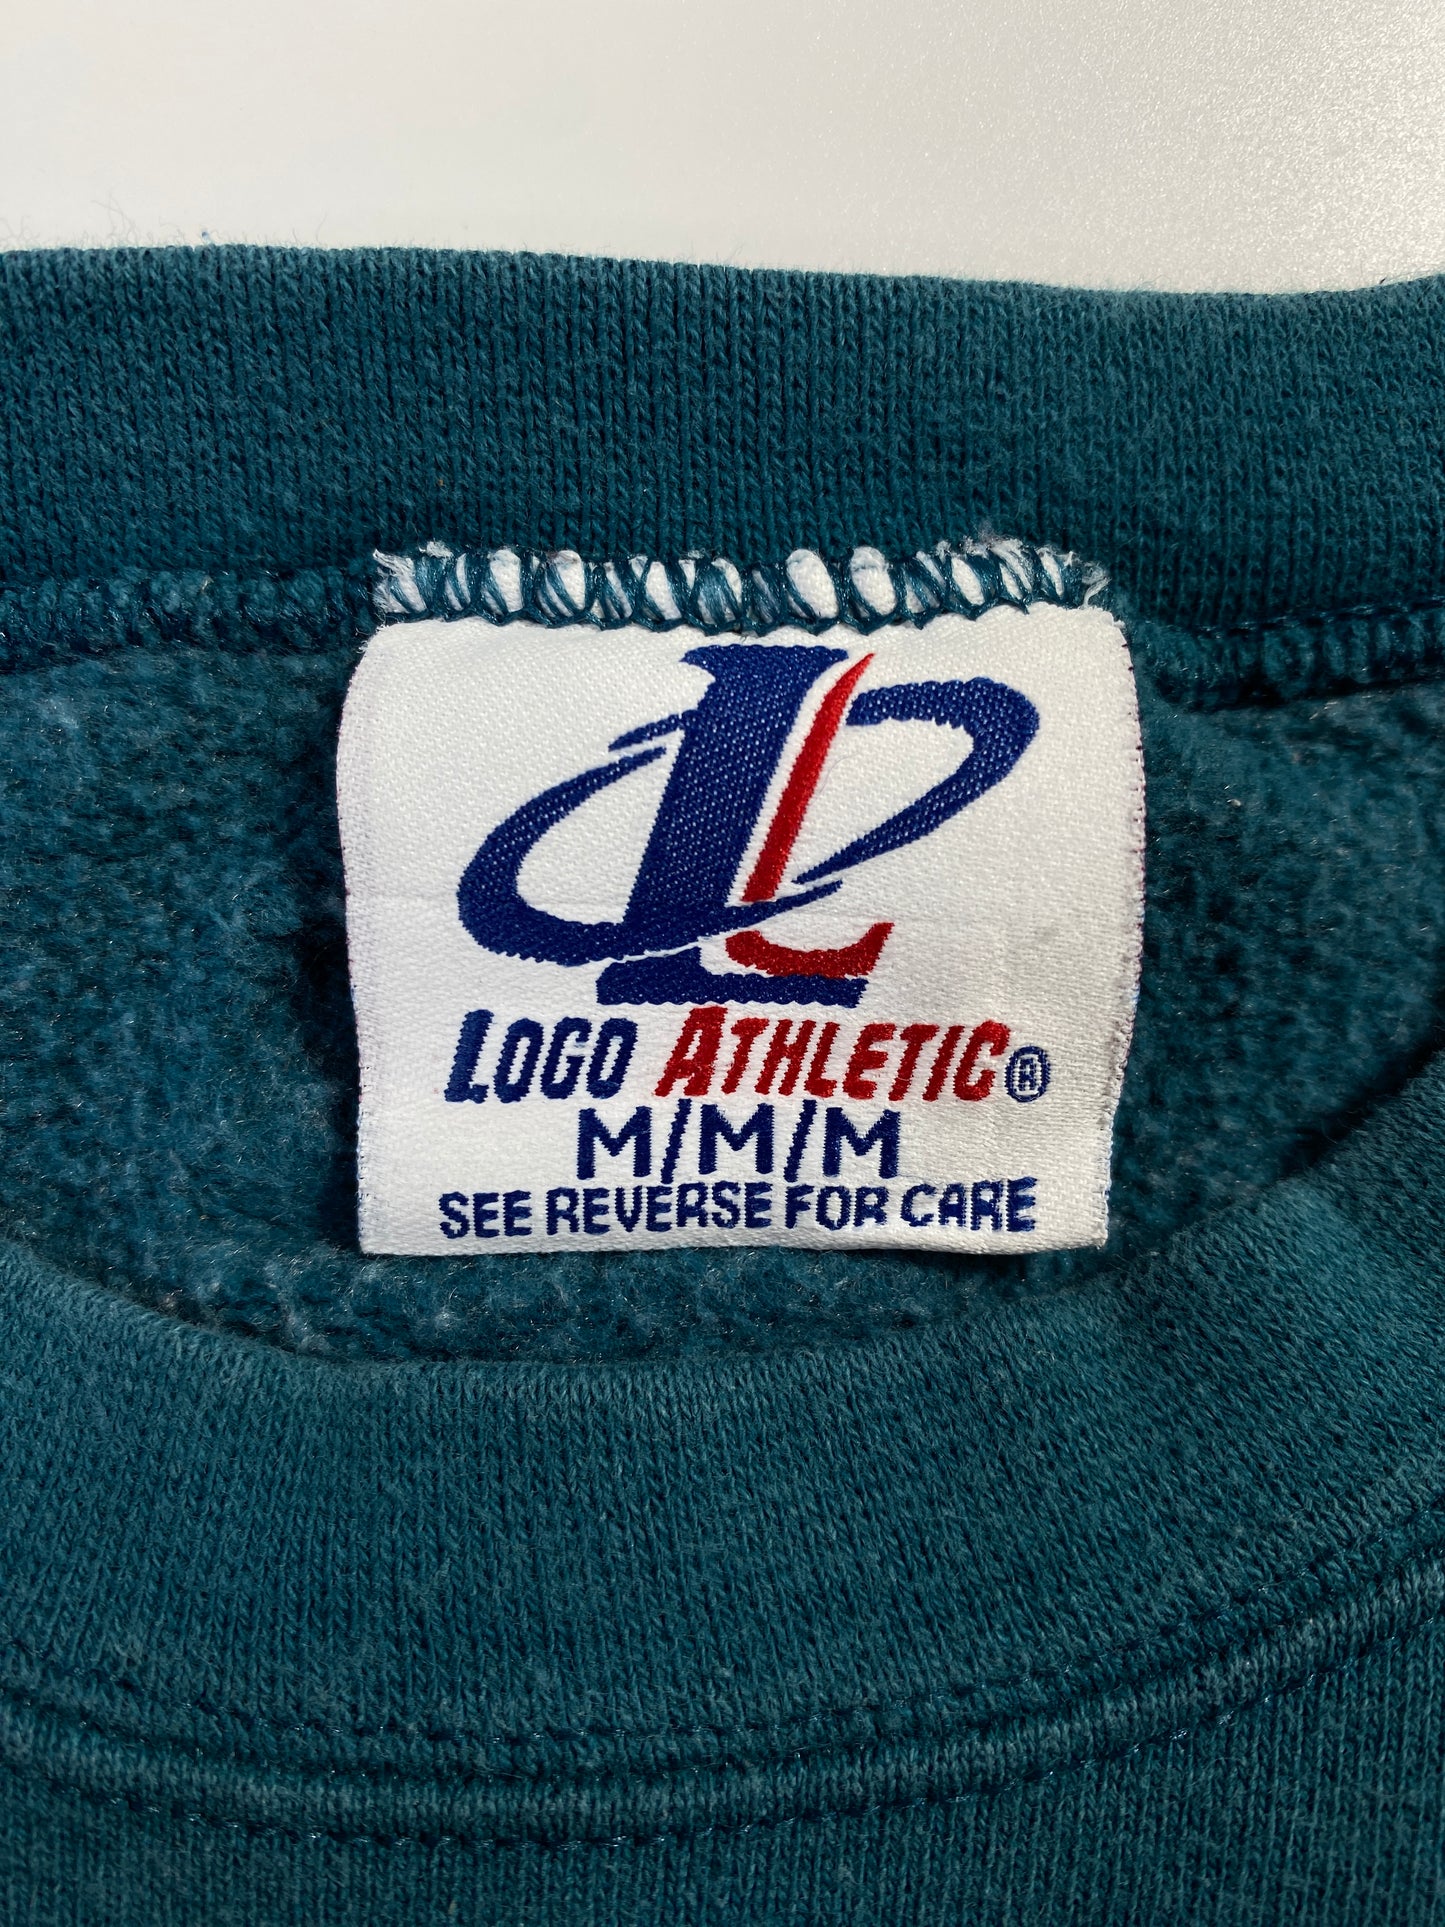 L
LOGO ATHLETIC®
M/M/M
SEE REVERSE FOR CARE